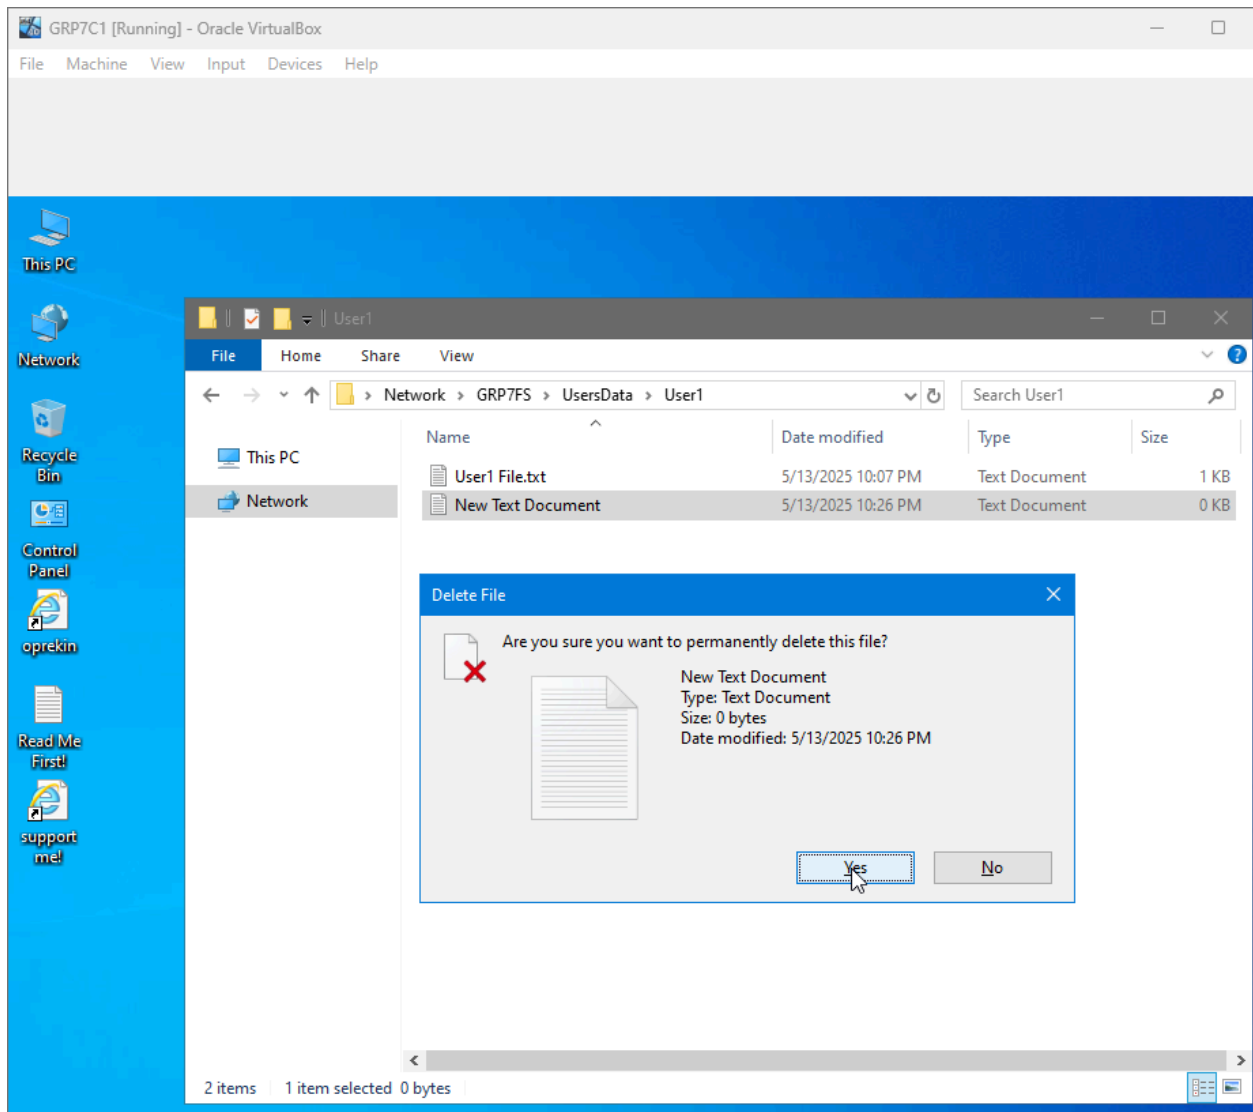 GRP7C1 [Running] - Oracle VirtualBox
File Machine View Input Devices Help
This PC
Network
Recycle
Bin
Control
Panel
oprekin
Read Me
First!
support
me!
User1
File Home Share View
Network > GRP7FS > UsersData > User1
Search User1
Name Date modified Type Size
This PC
Network
User1 File.txt 5/13/2025 10:07 PM Text Document 1 KB
New Text Document 5/13/2025 10:26 PM Text Document 0 KB
Delete File
Are you sure you want to permanently delete this file?
New Text Document
Type: Text Document
Size: 0 bytes
Date modified: 5/13/2025 10:26 PM
Yes No
2 items 1 item selected 0 bytes